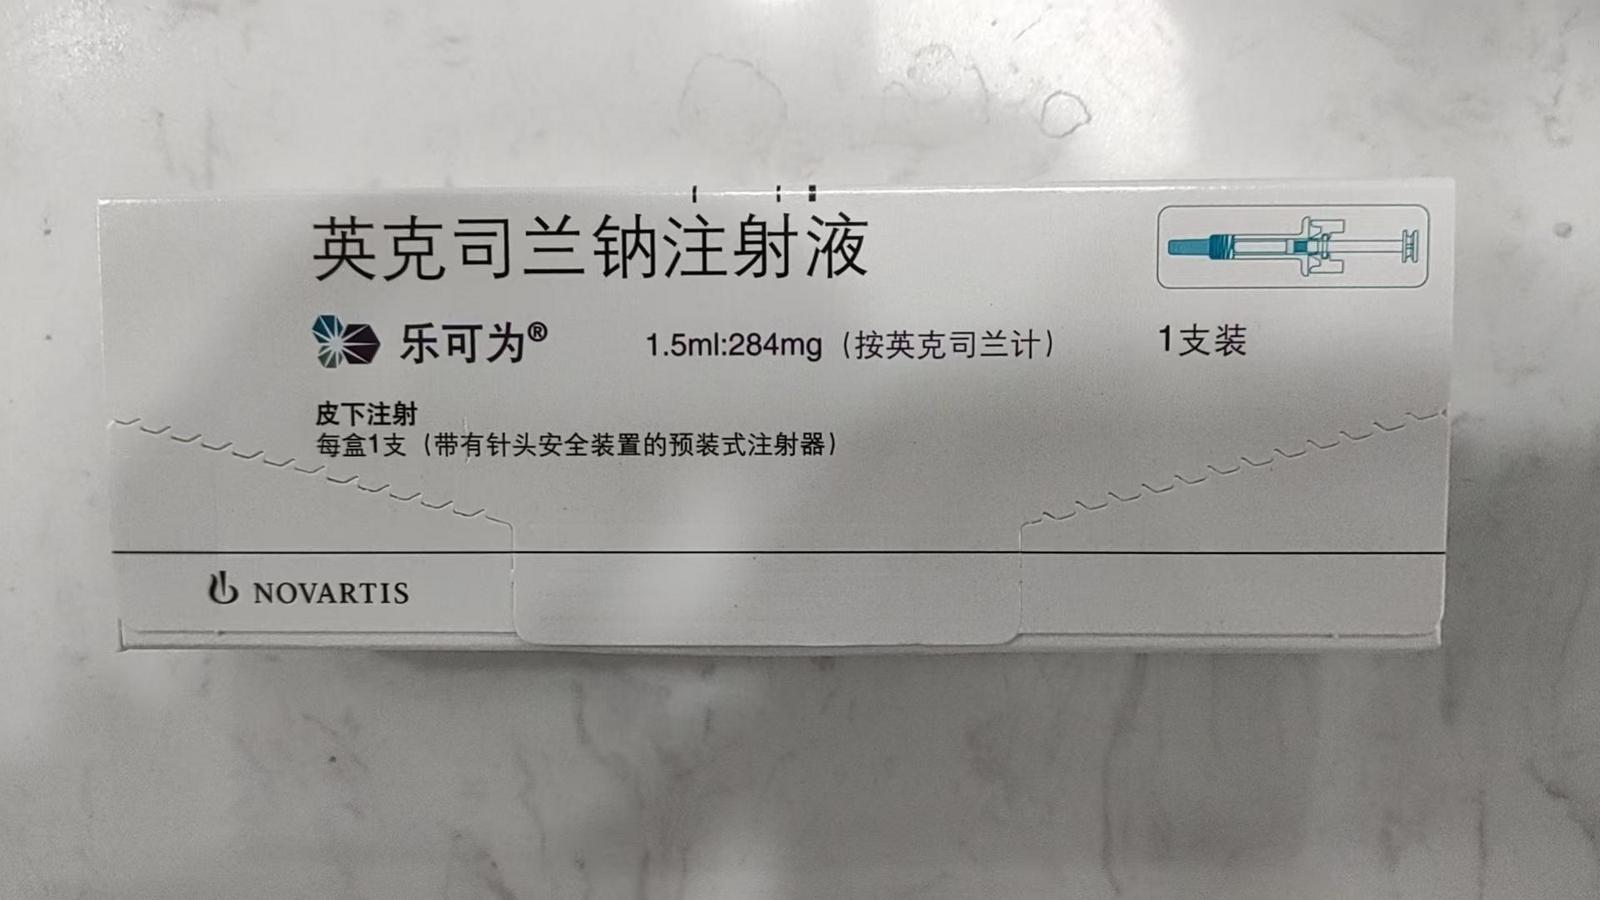 英克司兰钠注射液
乐可为® 1.5ml:284mg（按英克司兰计） 1支装
皮下注射
每盒1支（带有针头安全装置的预装式注射器）
NOVARTIS